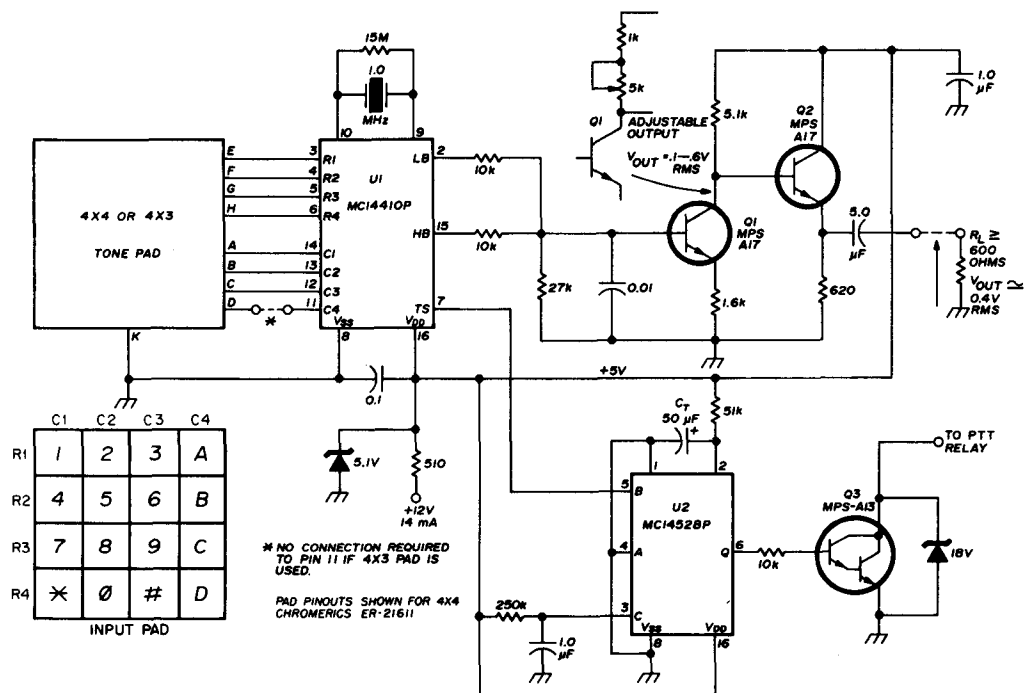 15M
1.0
MHz
10
9
4X4 OR 4X3
TONE PAD
E
F
G
H
A
B
C
D
K
*
3
4
5
6
14
13
12
11
R1
R2
R3
R4
C1
C2
C3
C4
U1
MC14410P
LB
HB
TS
VSS
VDD
2
15
7
8
16
10k
10k
27k
0.01
1k
5k
Q1
ADJUSTABLE
OUTPUT
VOUT =.1–.6V
RMS
5.1k
Q1
MPS
A17
1.6k
Q2
MPS
A17
5.0
µF
620
1.0
µF
RL ≥
600
OHMS
VOUT ≤
0.4V
RMS
0.1
+5V
5.1V
510
+12V
14 mA
CT
50 µF
+
51k
1
2
5
B
4
A
3
C
U2
MC14528P
Q
6
VSS
VDD
8
16
10k
Q3
MPS-A13
18V
TO PTT
RELAY
250k
1.0
µF
* NO CONNECTION REQUIRED
TO PIN 11 IF 4X3 PAD IS
USED.
PAD PINOUTS SHOWN FOR 4X4
CHROMERICS ER-21611
C1 C2 C3 C4
R1 1 2 3 A
R2 4 5 6 B
R3 7 8 9 C
R4 * Ø # D
INPUT PAD